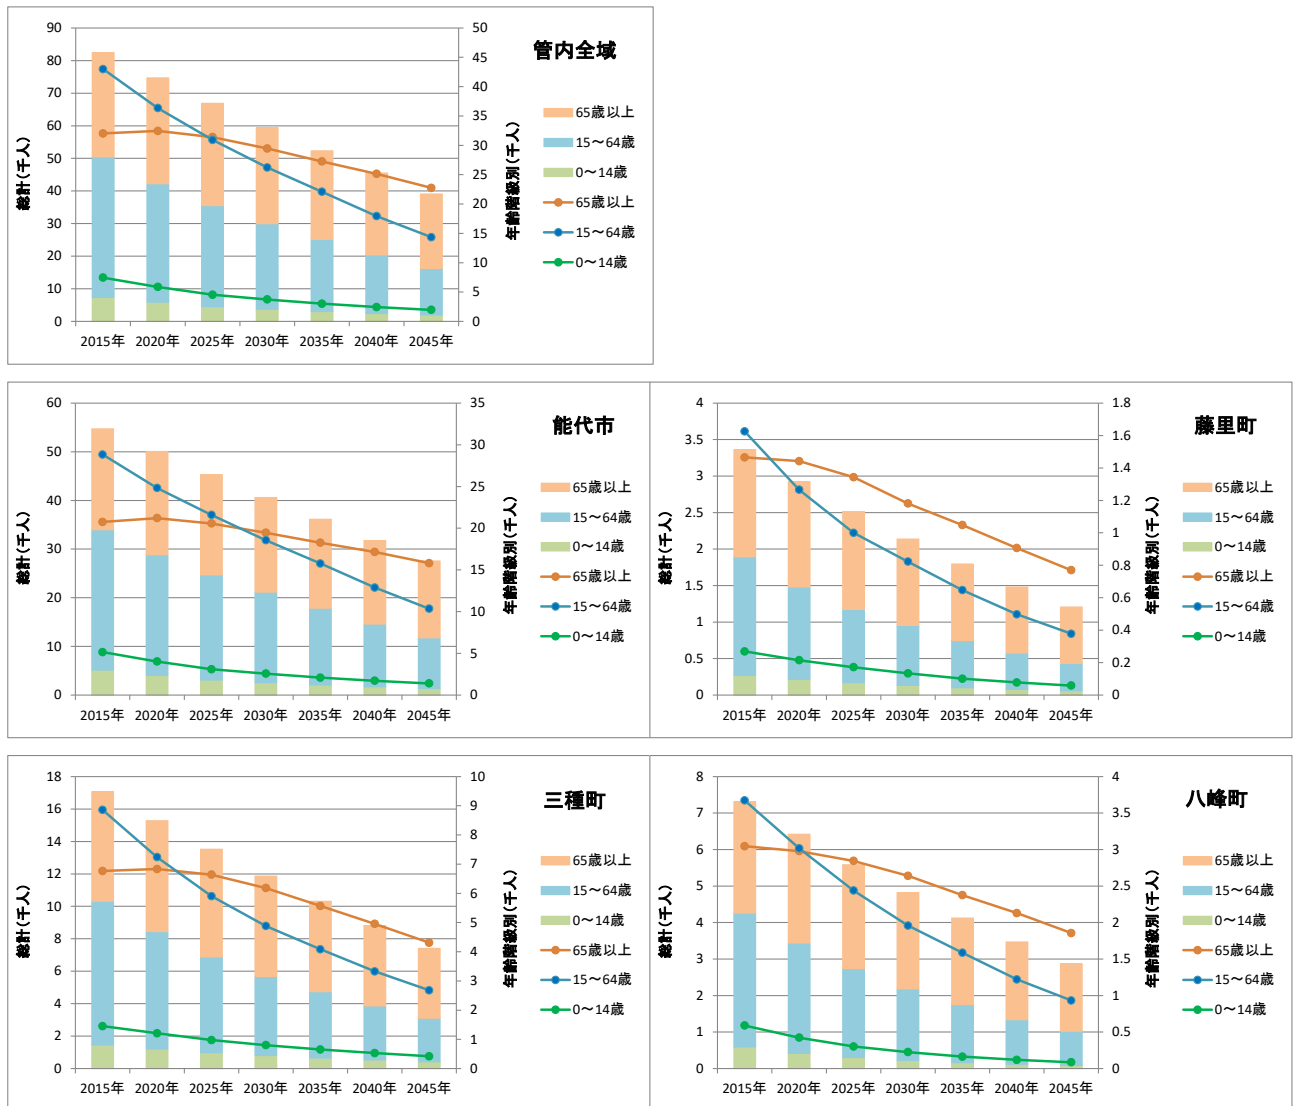 管内全域
総計(千人)
年齢階級別(千人)
90
80
70
60
50
40
30
20
10
0
50
45
40
35
30
25
20
15
10
5
0
65歳以上
15～64歳
0～14歳
65歳以上
15～64歳
0～14歳
2015年 2020年 2025年 2030年 2035年 2040年 2045年
能代市
総計(千人)
年齢階級別(千人)
60
50
40
30
20
10
0
35
30
25
20
15
10
5
0
65歳以上
15～64歳
0～14歳
65歳以上
15～64歳
0～14歳
2015年 2020年 2025年 2030年 2035年 2040年 2045年
藤里町
総計(千人)
年齢階級別(千人)
4
3.5
3
2.5
2
1.5
1
0.5
0
1.8
1.6
1.4
1.2
1
0.8
0.6
0.4
0.2
0
65歳以上
15～64歳
0～14歳
65歳以上
15～64歳
0～14歳
2015年 2020年 2025年 2030年 2035年 2040年 2045年
三種町
総計(千人)
年齢階級別(千人)
18
16
14
12
10
8
6
4
2
0
10
9
8
7
6
5
4
3
2
1
0
65歳以上
15～64歳
0～14歳
65歳以上
15～64歳
0～14歳
2015年 2020年 2025年 2030年 2035年 2040年 2045年
八峰町
総計(千人)
年齢階級別(千人)
8
7
6
5
4
3
2
1
0
4
3.5
3
2.5
2
1.5
1
0.5
0
65歳以上
15～64歳
0～14歳
65歳以上
15～64歳
0～14歳
2015年 2020年 2025年 2030年 2035年 2040年 2045年